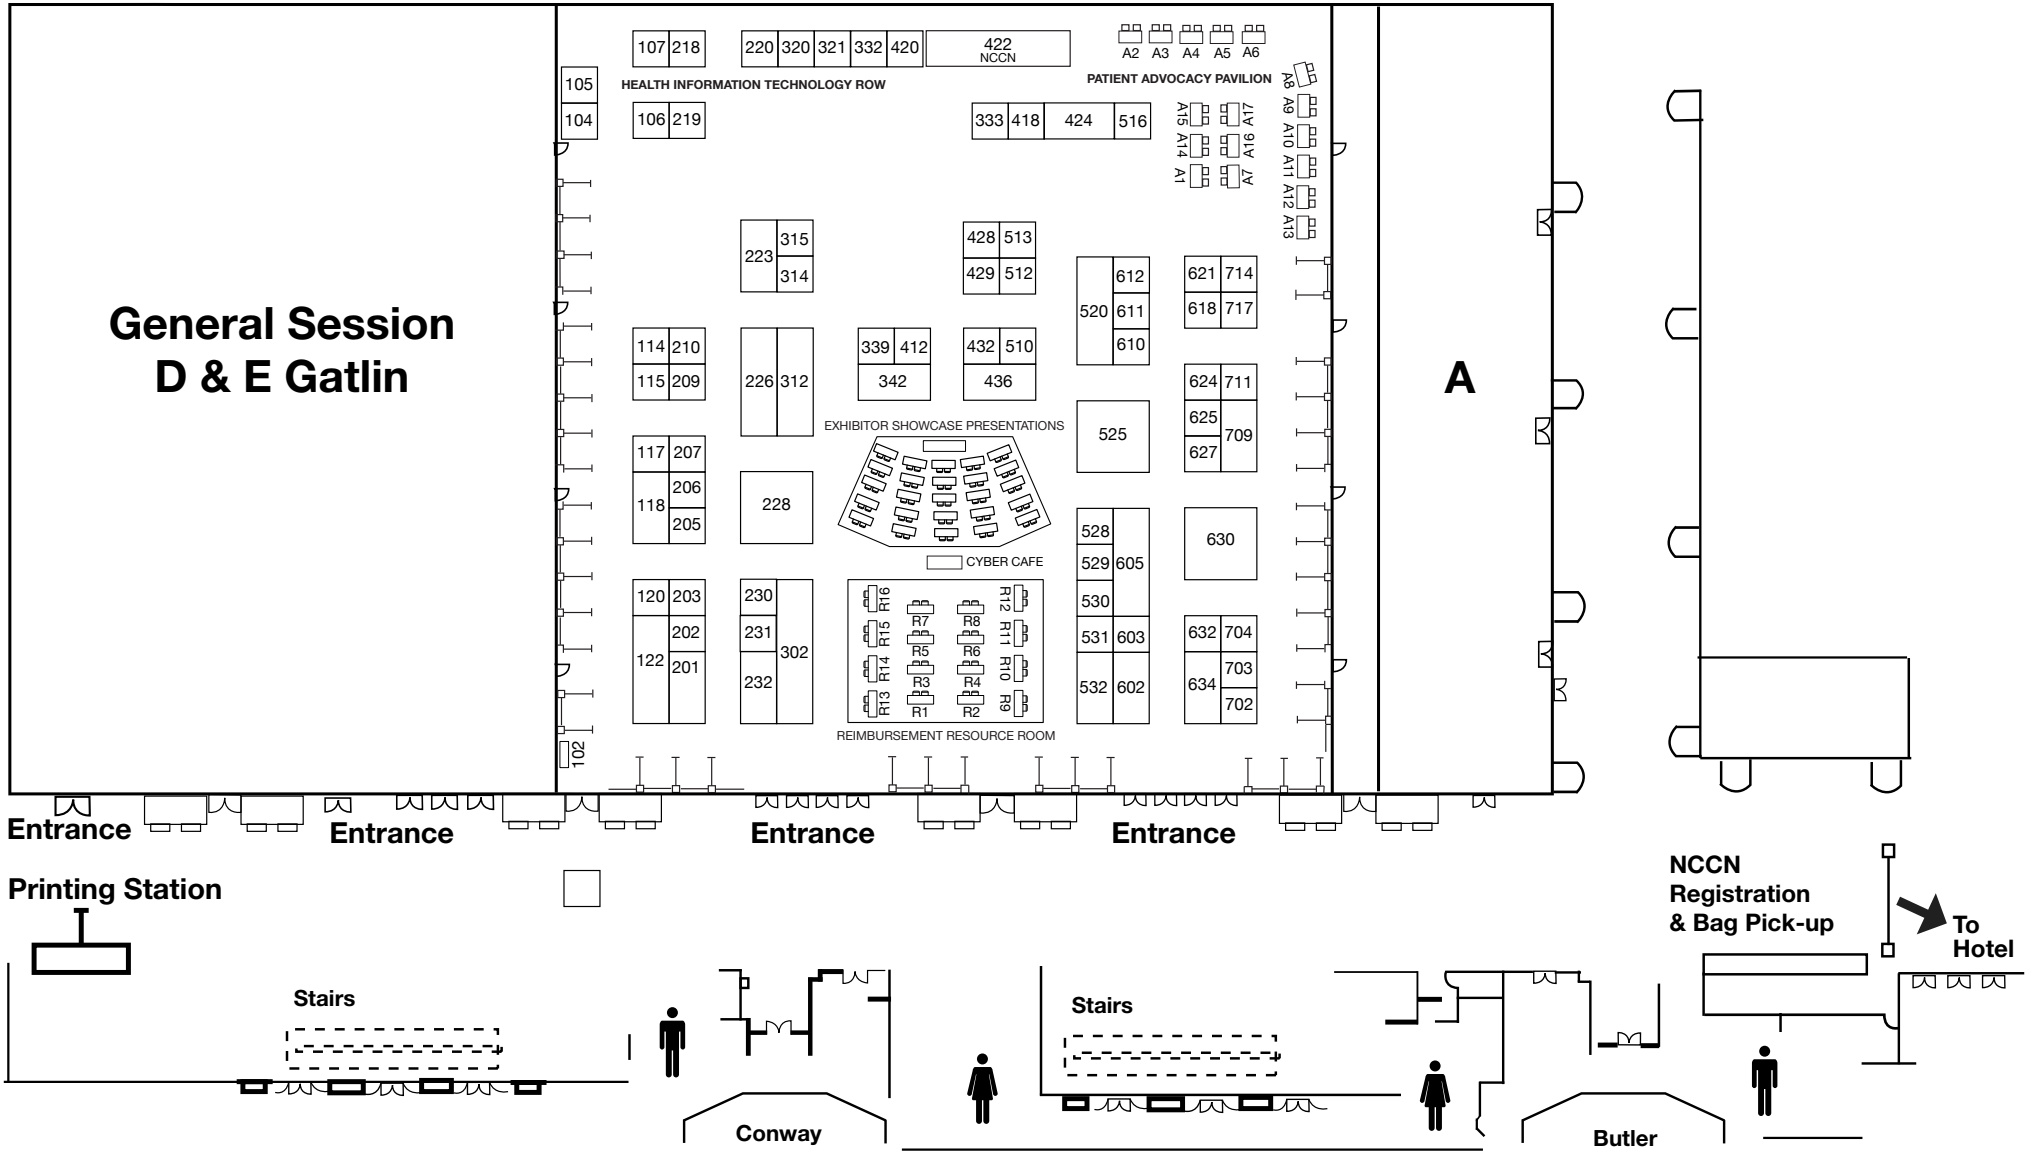 107 218 220 320 321 332 420 422
NCCN
A2 A3 A4 A5 A6
HEALTH INFORMATION TECHNOLOGY ROW
PATIENT ADVOCACY PAVILION
105
104
106 219
333 418 424 516
A15 A17
A14 A16
A1 A7
A8
A9
A10
A11
A12
A13
General Session
D & E Gatlin
A
223 315
314
428 513
429 512
520 612
611
610
621 714
618 717
114 210
115 209
226 312
339 412
342
432 510
436
624 711
625 709
627
525
EXHIBITOR SHOWCASE PRESENTATIONS
117 207
118 206
205
228
528 605
529
530
531 603
532 602
630
CYBER CAFE
120 203
122 202
201
230 302
231
232
R16 R7 R8 R12
R15 R5 R6 R11
R14 R3 R4 R10
R13 R1 R2 R9
REIMBURSEMENT RESOURCE ROOM
632 704
634 703
702
102
Entrance
Entrance
Entrance
Entrance
Printing Station
NCCN
Registration
& Bag Pick-up
To
Hotel
Stairs
Stairs
Conway
Butler